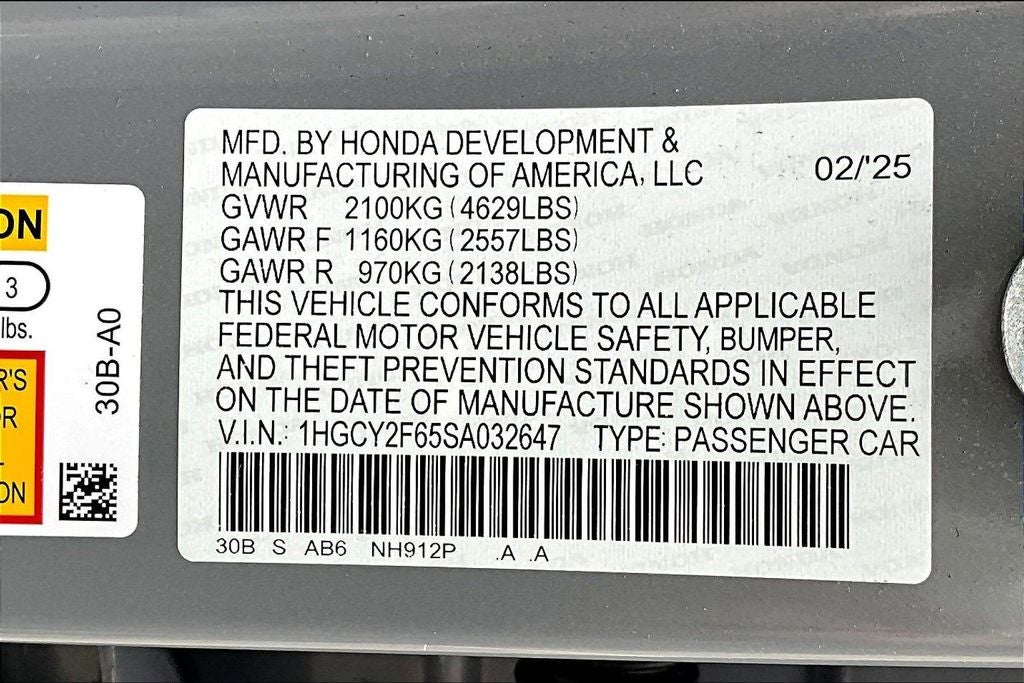 MFD. BY HONDA DEVELOPMENT &
MANUFACTURING OF AMERICA, LLC 02/'25
GVWR 2100KG (4629LBS)
GAWR F 1160KG (2557LBS)
GAWR R 970KG (2138LBS)
THIS VEHICLE CONFORMS TO ALL APPLICABLE
FEDERAL MOTOR VEHICLE SAFETY, BUMPER,
AND THEFT PREVENTION STANDARDS IN EFFECT
ON THE DATE OF MANUFACTURE SHOWN ABOVE.
V.I.N.: 1HGCY2F65SA032647 TYPE: PASSENGER CAR
30B S AB6 NH912P .A .A
3
lbs.
30B-A0